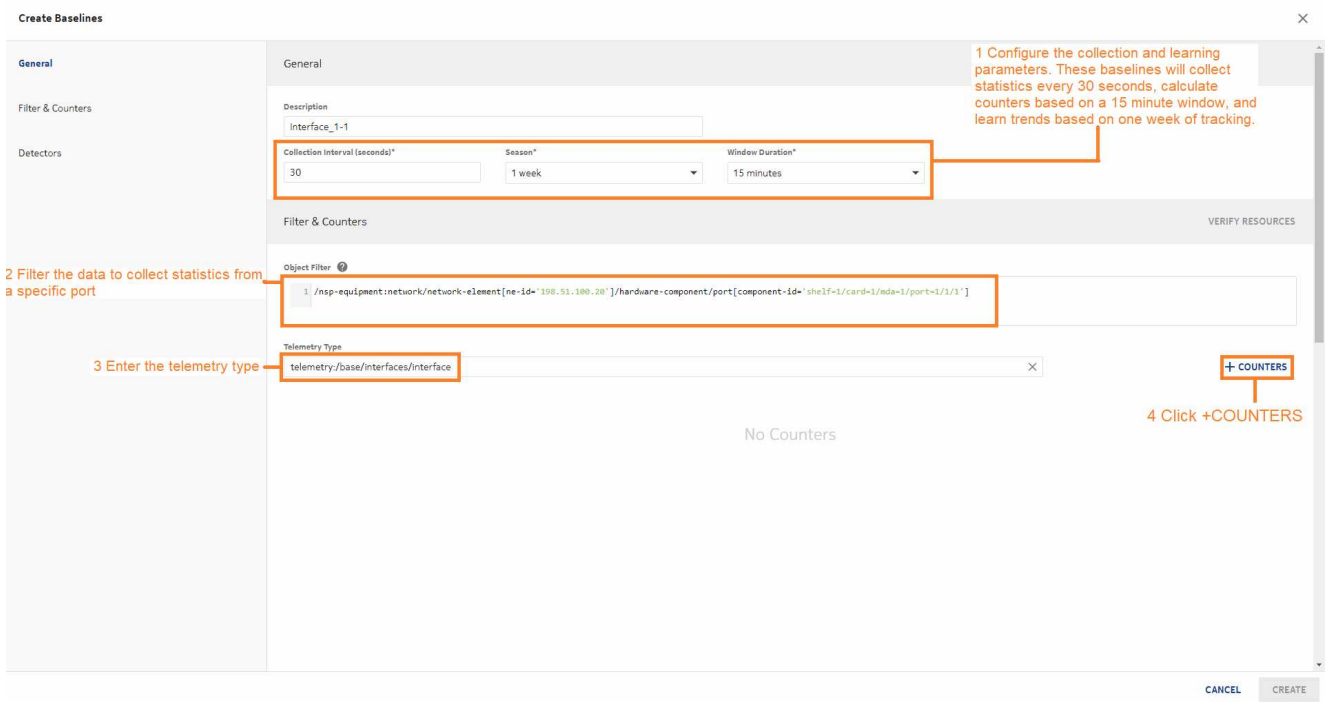 Create Baselines
General
Filter & Counters
Detectors
General
1 Configure the collection and learning
parameters. These baselines will collect
statistics every 30 seconds, calculate
counters based on a 15 minute window, and
learn trends based on one week of tracking.
Description
Interface_1-1
Collection Interval (seconds)* Season* Window Duration*
30 1 week 15 minutes
Filter & Counters VERIFY RESOURCES
2 Filter the data to collect statistics from
a specific port
Object Filter ?
1 /nsp-equipment:network/network-element[ne-id='198.51.100.20']/hardware-component/port[component-id='shelf=1/card=1/mda=1/port=1/1/1']
Telemetry Type
3 Enter the telemetry type
telemetry:/base/interfaces/interface
+ COUNTERS
4 Click +COUNTERS
No Counters
CANCEL CREATE